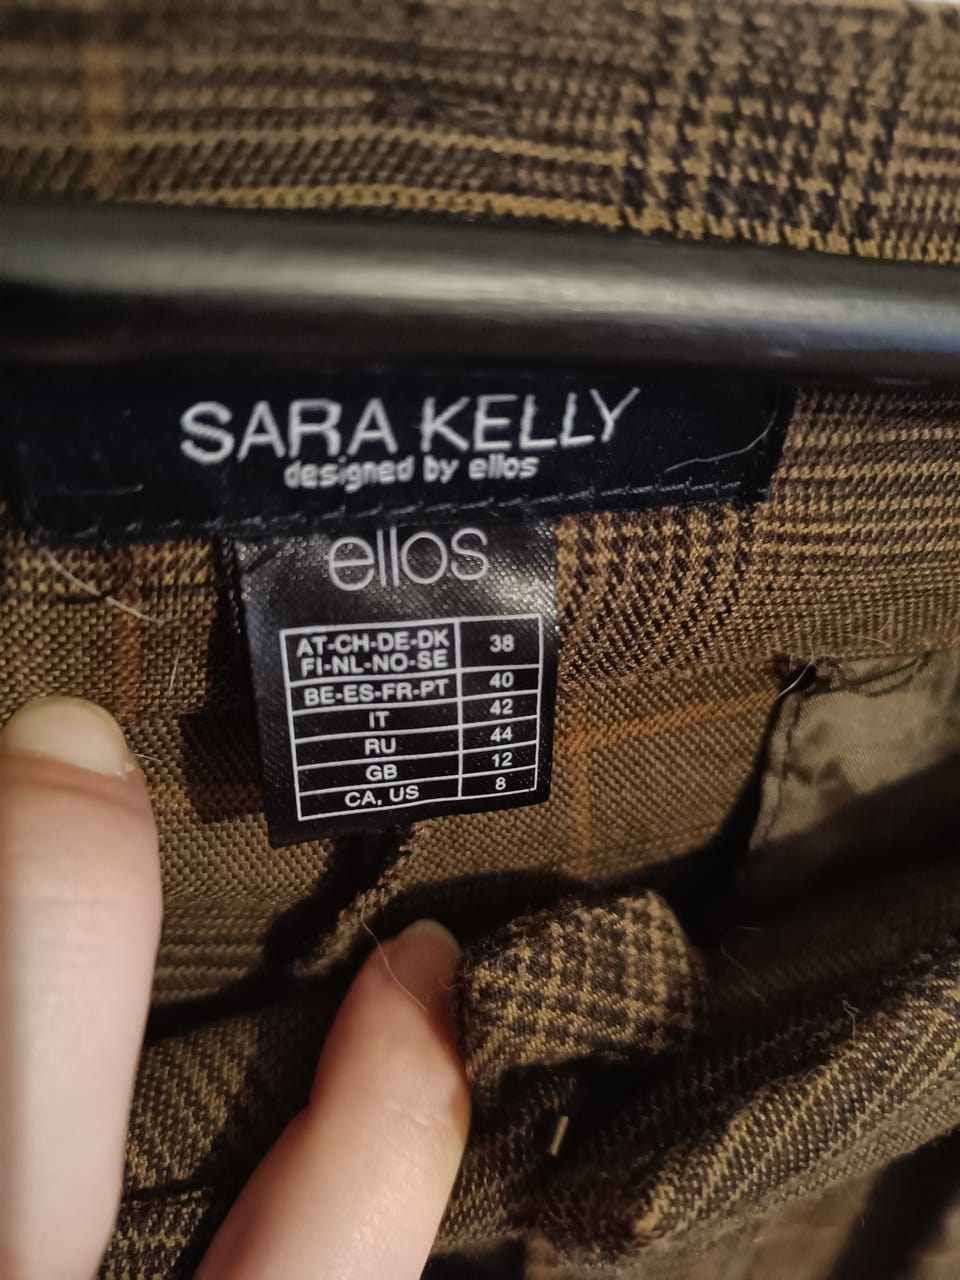 SARA KELLY
designed by ellos
ellos
AT-CH-DE-DK
FI-NL-NO-SE 38
BE-ES-FR-PT 40
IT 42
RU 44
GB 12
CA, US 8